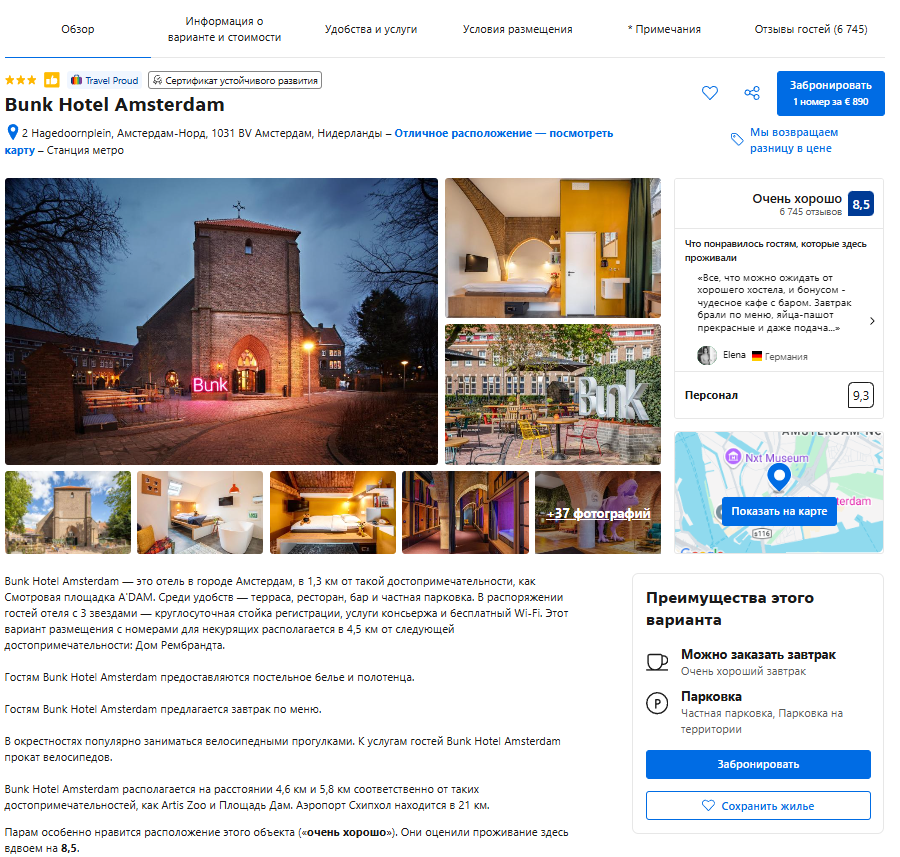 Обзор
Информация о
варианте и стоимости
Удобства и услуги
Условия размещения
* Примечания
Отзывы гостей (6 745)
Travel Proud
Сертификат устойчивого развития
Bunk Hotel Amsterdam
Забронировать
1 номер за € 890
2 Hagedoornplein, Амстердам-Норд, 1031 BV Амстердам, Нидерланды – Отличное расположение — посмотреть
карту – Станция метро
Мы возвращаем
разницу в цене
Bunk
Bunk
+37 фотографий
Очень хорошо
6 745 отзывов
8,5
Что понравилось гостям, которые здесь
проживали
«Все, что можно ожидать от
хорошего хостела, и бонусом -
чудесное кафе с баром. Завтрак
брали по меню, яйца-пашот
прекрасные и даже подача...»
Elena Германия
Персонал
9,3
AMSTERDAM NO
Nxt Museum
terdam
Показать на карте
s116
Google
Bunk Hotel Amsterdam — это отель в городе Амстердам, в 1,3 км от такой достопримечательности, как
Смотровая площадка A'DAM. Среди удобств — терраса, ресторан, бар и частная парковка. В распоряжении
гостей отеля с 3 звездами — круглосуточная стойка регистрации, услуги консьержа и бесплатный Wi-Fi. Этот
вариант размещения с номерами для некурящих располагается в 4,5 км от следующей
достопримечательности: Дом Рембрандта.
Гостям Bunk Hotel Amsterdam предоставляются постельное белье и полотенца.
Гостям Bunk Hotel Amsterdam предлагается завтрак по меню.
В окрестностях популярно заниматься велосипедными прогулками. К услугам гостей Bunk Hotel Amsterdam
прокат велосипедов.
Bunk Hotel Amsterdam располагается на расстоянии 4,6 км и 5,8 км соответственно от таких
достопримечательностей, как Artis Zoo и Площадь Дам. Аэропорт Схипхол находится в 21 км.
Парам особенно нравится расположение этого объекта («очень хорошо»). Они оценили проживание здесь
вдвоем на 8,5.
Преимущества этого
варианта
Можно заказать завтрак
Очень хороший завтрак
P
Парковка
Частная парковка, Парковка на
территории
Забронировать
Сохранить жилье